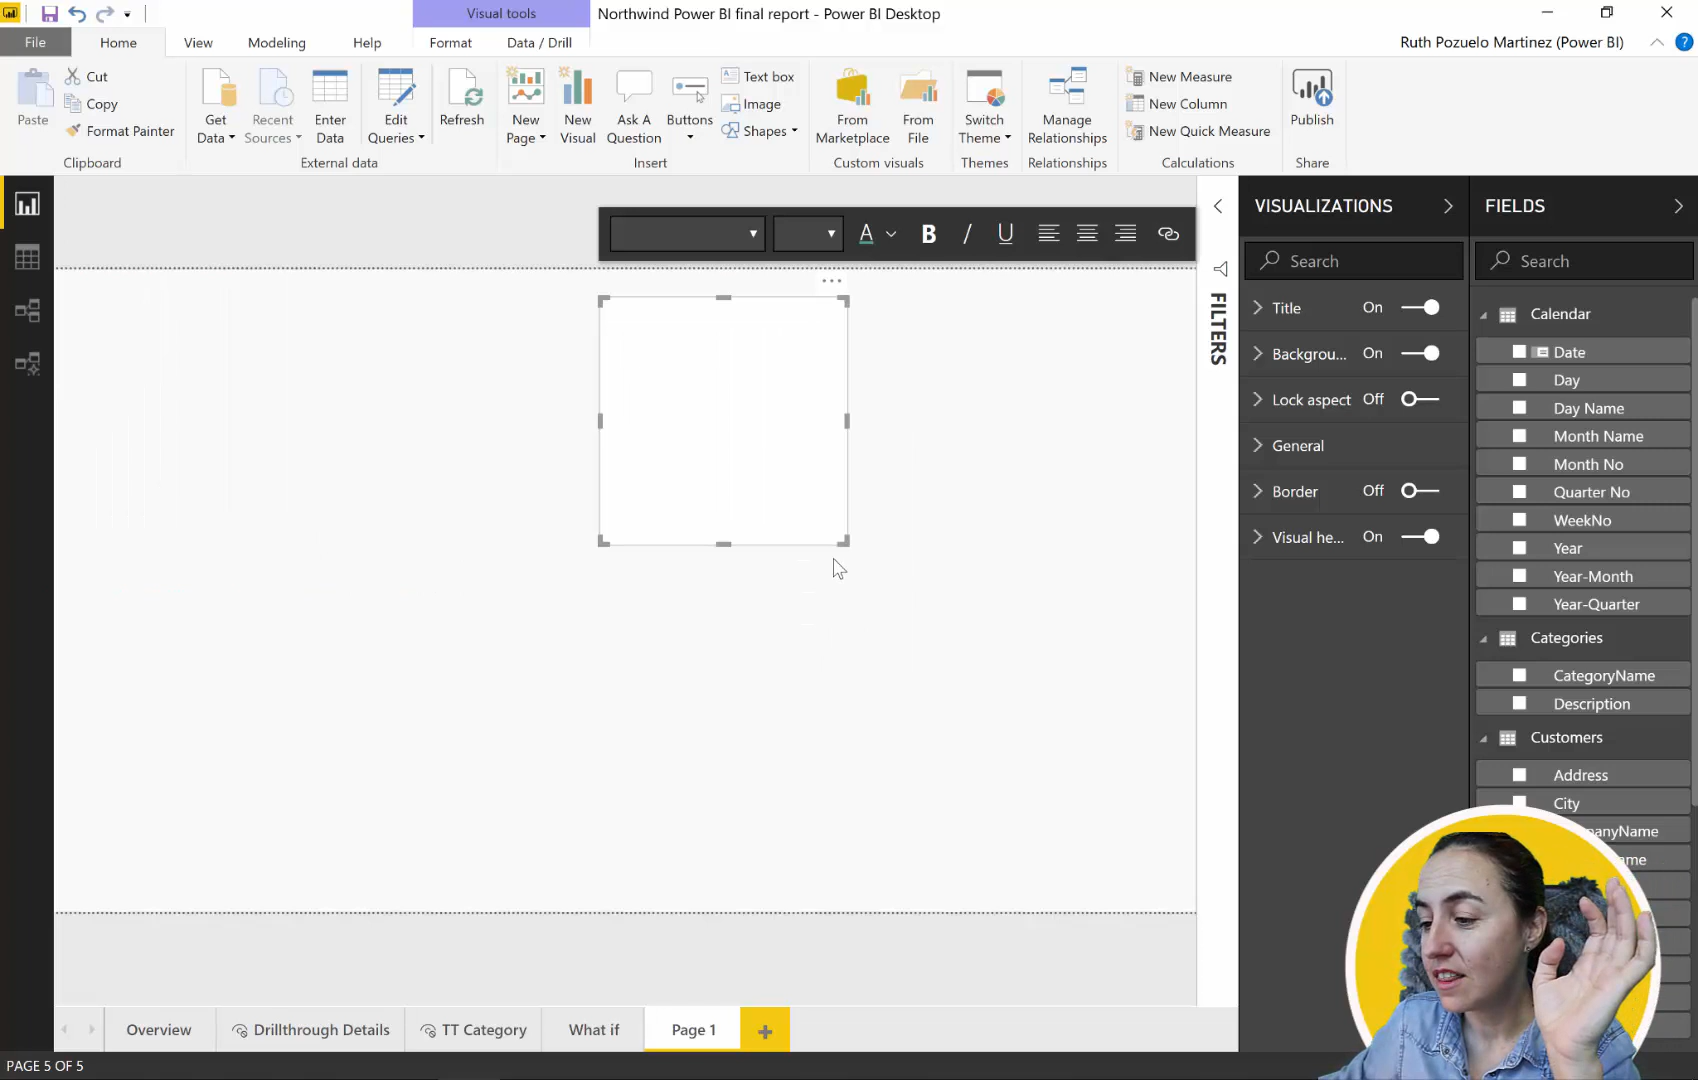 Visual tools
Northwind Power BI final report - Power BI Desktop
File
Home
View
Modeling
Help
Format
Data / Drill
Ruth Pozuelo Martinez (Power BI)
?
Paste
Cut
Copy
Format Painter
Clipboard
Get Data
Recent Sources
Enter Data
Edit Queries
Refresh
External data
New Page
New Visual
Ask A Question
Buttons
Text box
Image
Shapes
Insert
From Marketplace
From File
Custom visuals
Switch Theme
Themes
Manage Relationships
Relationships
New Measure
New Column
New Quick Measure
Calculations
Publish
Share
A
B
I
U
FILTERS
VISUALIZATIONS
Search
Title On
Backgrou... On
Lock aspect Off
General
Border Off
Visual he... On
FIELDS
Search
Calendar
Date
Day
Day Name
Month Name
Month No
Quarter No
WeekNo
Year
Year-Month
Year-Quarter
Categories
CategoryName
Description
Customers
Address
City
Overview
Drillthrough Details
TT Category
What if
Page 1
PAGE 5 OF 5